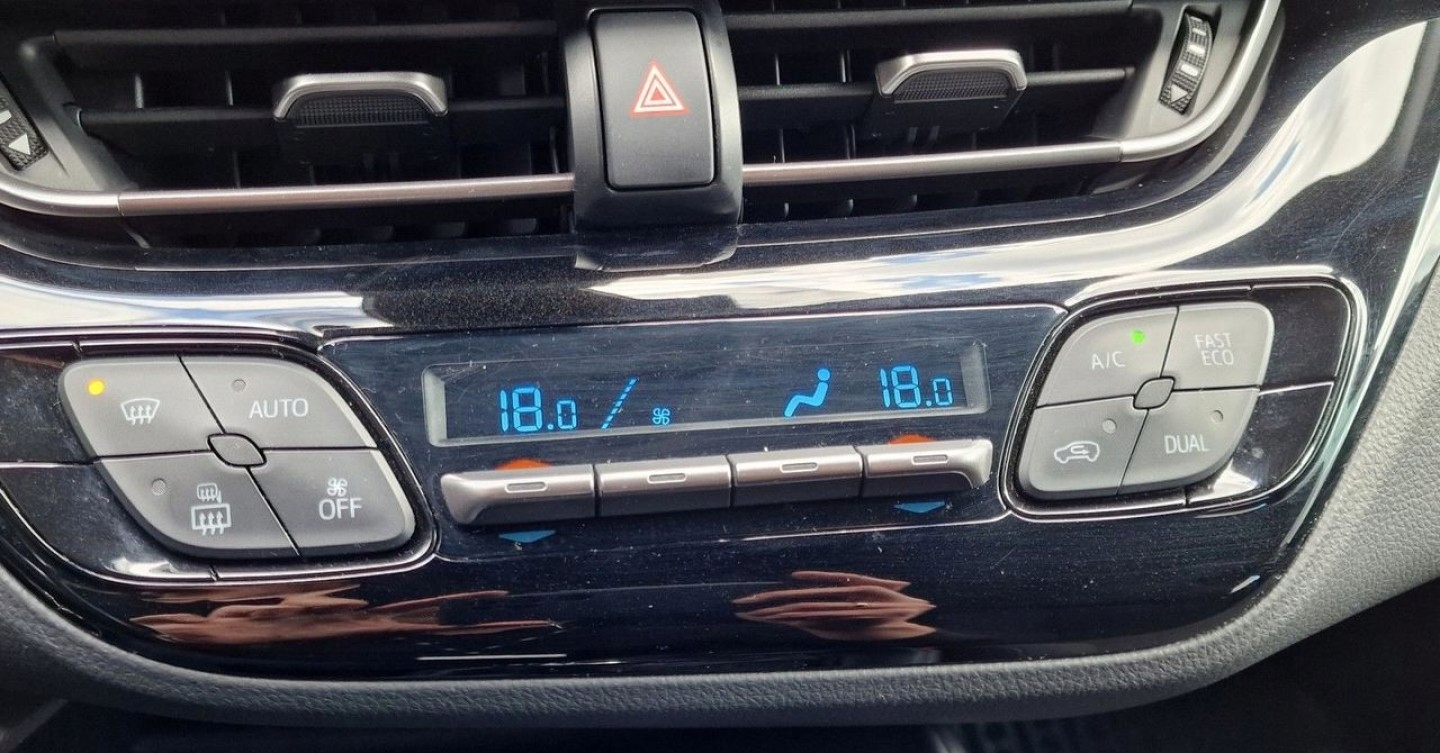 18.0
18.0
AUTO
OFF
A/C
FAST
ECO
DUAL